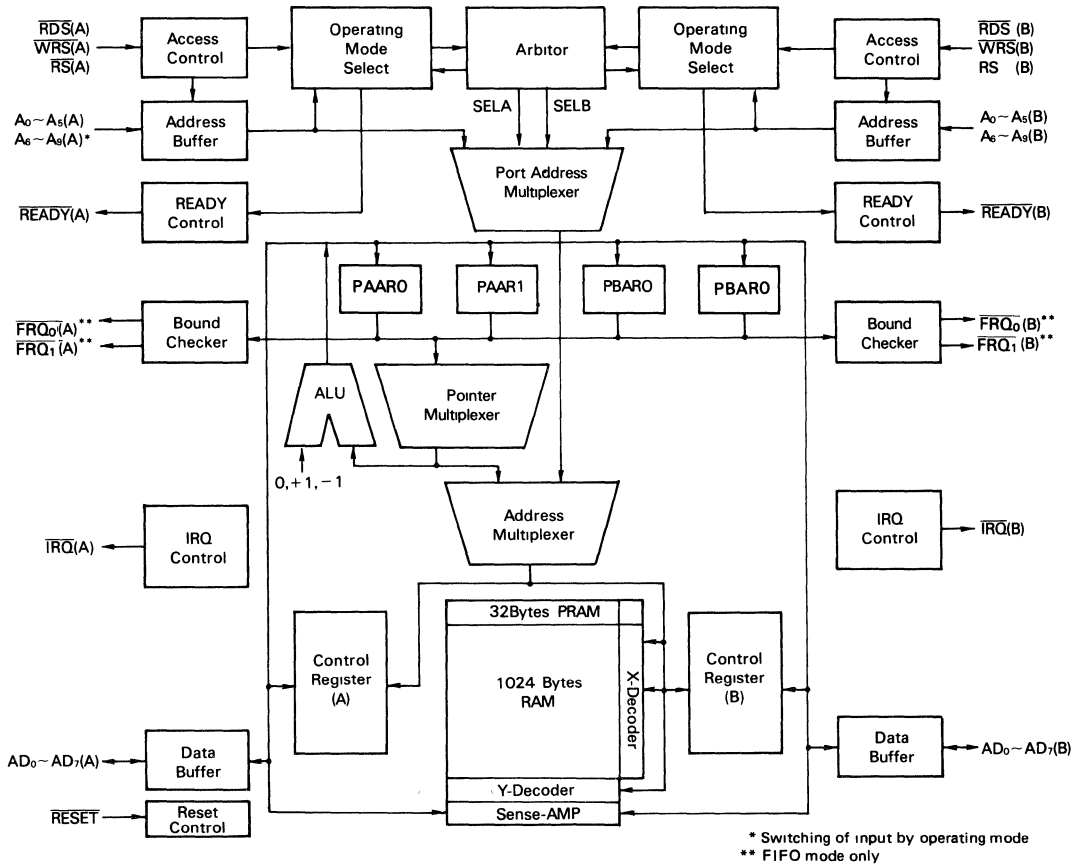 RDS(A)
WRS(A)
RS(A)
Access
Control
Operating
Mode
Select
Arbitor
Operating
Mode
Select
Access
Control
RDS (B)
WRS(B)
RS (B)
SELA
SELB
A0~A5(A)
A6~A9(A)*
Address
Buffer
Address
Buffer
A0~A5(B)
A6~A9(B)
Port Address
Multiplexer
READY(A)
READY
Control
READY
Control
READY(B)
PAAR0
PAAR1
PBAR0
PBAR0
FRQ0(A)**
FRQ1(A)**
Bound
Checker
Bound
Checker
FRQ0(B)**
FRQ1(B)**
ALU
Pointer
Multiplexer
0,+1,-1
Address
Multiplexer
IRQ(A)
IRQ
Control
IRQ
Control
IRQ(B)
32Bytes PRAM
Control
Register
(A)
1024 Bytes
RAM
X-Decoder
Control
Register
(B)
AD0~AD7(A)
Data
Buffer
Data
Buffer
AD0~AD7(B)
Y-Decoder
Sense-AMP
RESET
Reset
Control
* Switching of input by operating mode
** FIFO mode only